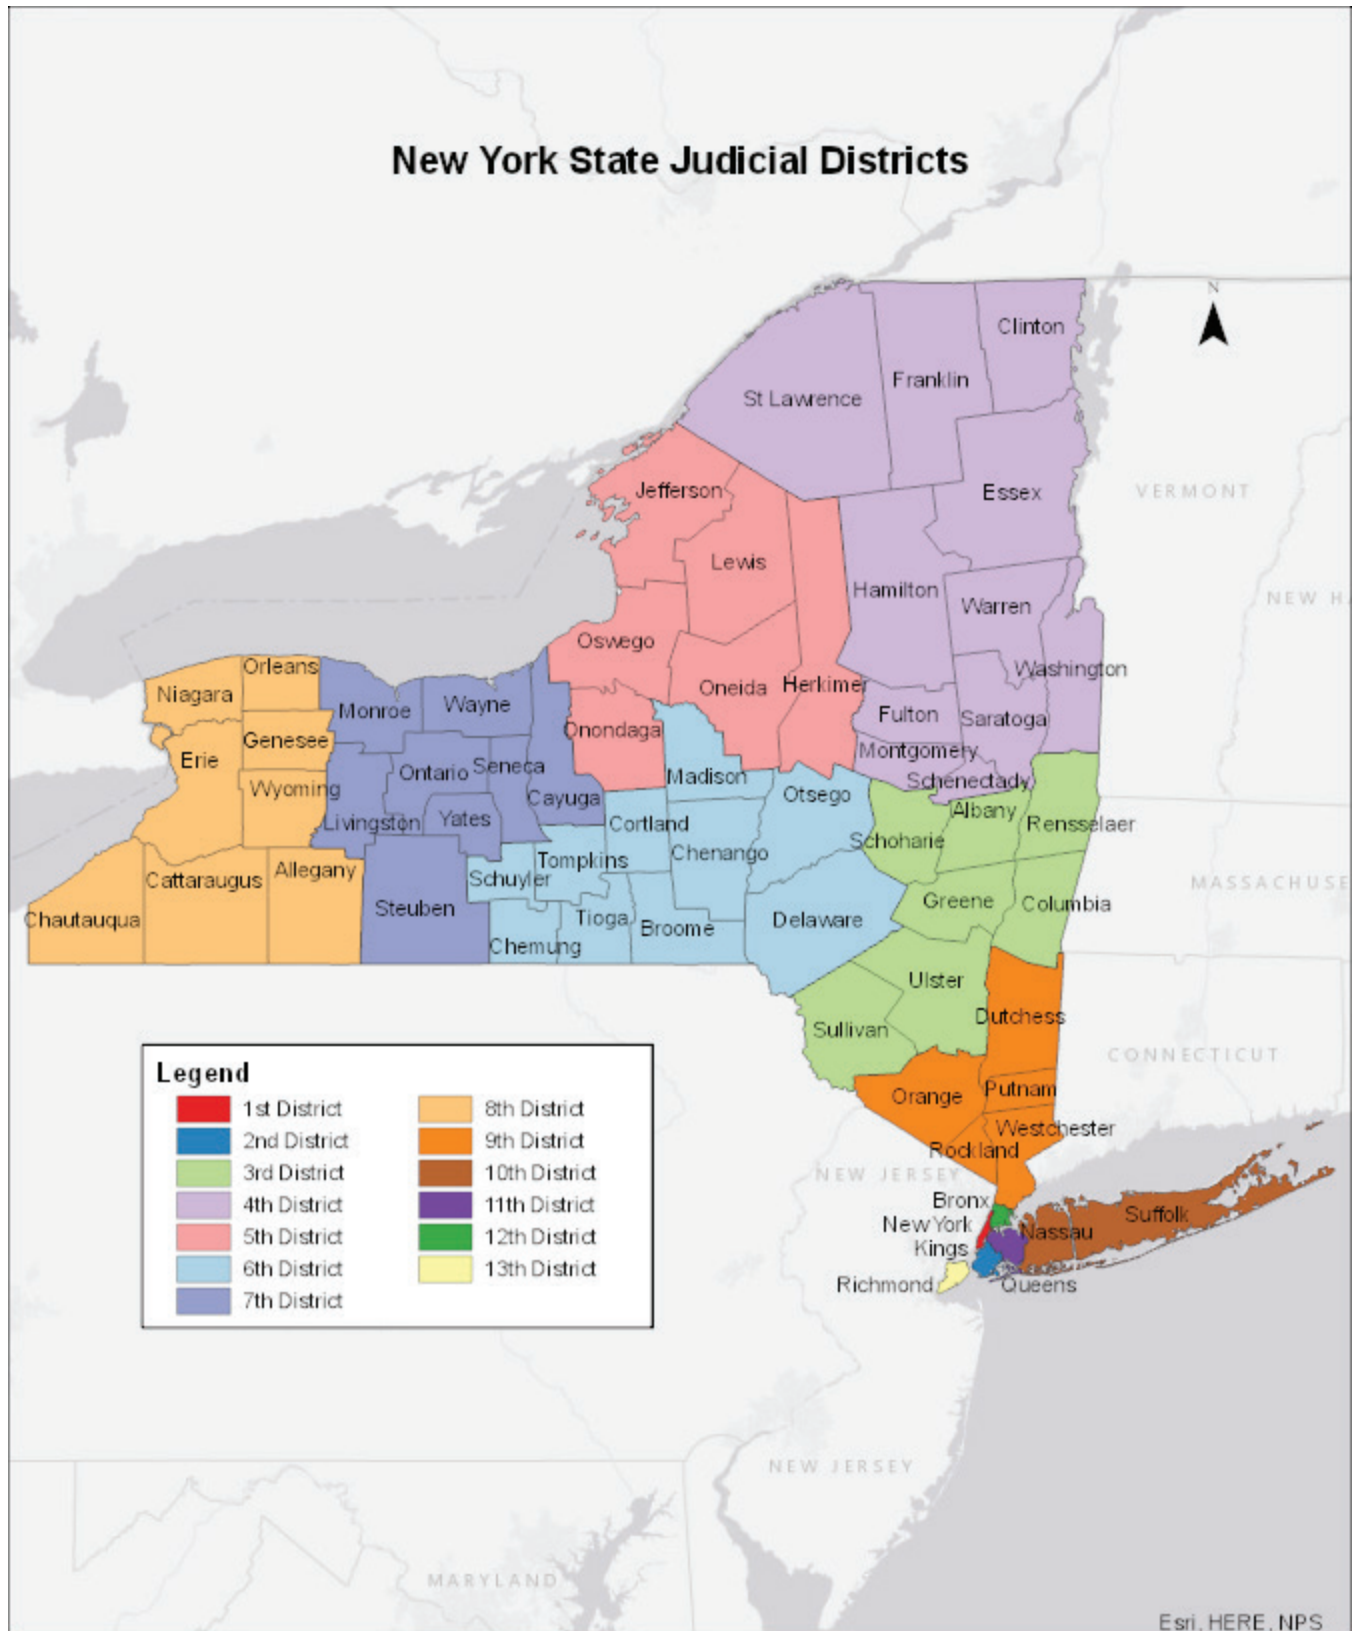 New York State Judicial Districts
N
Clinton
Franklin
St Lawrence
Essex
VERMONT
Jefferson
Lewis
Hamilton
Warren
NEW HA
Oswego
Washington
Orleans
Niagara
Oneida
Herkimer
Monroe
Wayne
Fulton
Saratoga
Onondaga
Genesee
Montgomery
Erie
Ontario
Seneca
Madison
Schenectady
Wyoming
Cayuga
Otsego
Albany
Livingston
Yates
Cortland
Rensselaer
Schoharie
Chenango
Tompkins
Allegany
Cattaraugus
Schuyler
MASSACHUSE
Steuben
Greene
Columbia
Chautauqua
Tioga
Broome
Delaware
Chemung
Ulster
Dutchess
Sullivan
CONNECTICUT
Orange
Putnam
Westchester
Rockland
NEW JERSEY
Bronx
New York
Kings
Nassau
Suffolk
Richmond
Queens
Legend
1st District
2nd District
3rd District
4th District
5th District
6th District
7th District
8th District
9th District
10th District
11th District
12th District
13th District
NEW JERSEY
MARYLAND
Esri, HERE, NPS